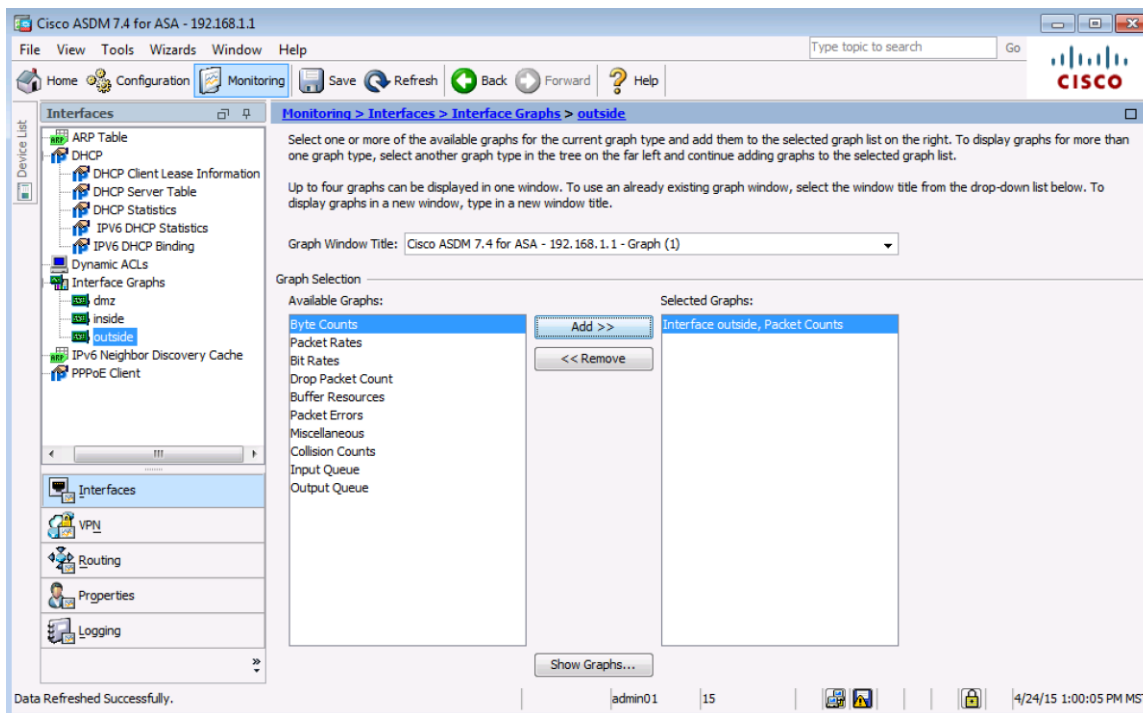 Cisco ASDM 7.4 for ASA - 192.168.1.1
File View Tools Wizards Window Help
Type topic to search
Go
CISCO
Home Configuration Monitoring Save Refresh Back Forward Help
Device List
Interfaces
ARP Table
DHCP
DHCP Client Lease Information
DHCP Server Table
DHCP Statistics
IPV6 DHCP Statistics
IPV6 DHCP Binding
Dynamic ACLs
Interface Graphs
dmz
inside
outside
IPv6 Neighbor Discovery Cache
PPPoE Client
Interfaces
VPN
Routing
Properties
Logging
Monitoring > Interfaces > Interface Graphs > outside
Select one or more of the available graphs for the current graph type and add them to the selected graph list on the right. To display graphs for more than
one graph type, select another graph type in the tree on the far left and continue adding graphs to the selected graph list.
Up to four graphs can be displayed in one window. To use an already existing graph window, select the window title from the drop-down list below. To
display graphs in a new window, type in a new window title.
Graph Window Title: Cisco ASDM 7.4 for ASA - 192.168.1.1 - Graph (1)
Graph Selection
Available Graphs:
Byte Counts
Packet Rates
Bit Rates
Drop Packet Count
Buffer Resources
Packet Errors
Miscellaneous
Collision Counts
Input Queue
Output Queue
Add >>
<< Remove
Selected Graphs:
Interface outside, Packet Counts
Show Graphs...
Data Refreshed Successfully.
admin01
15
4/24/15 1:00:05 PM MS